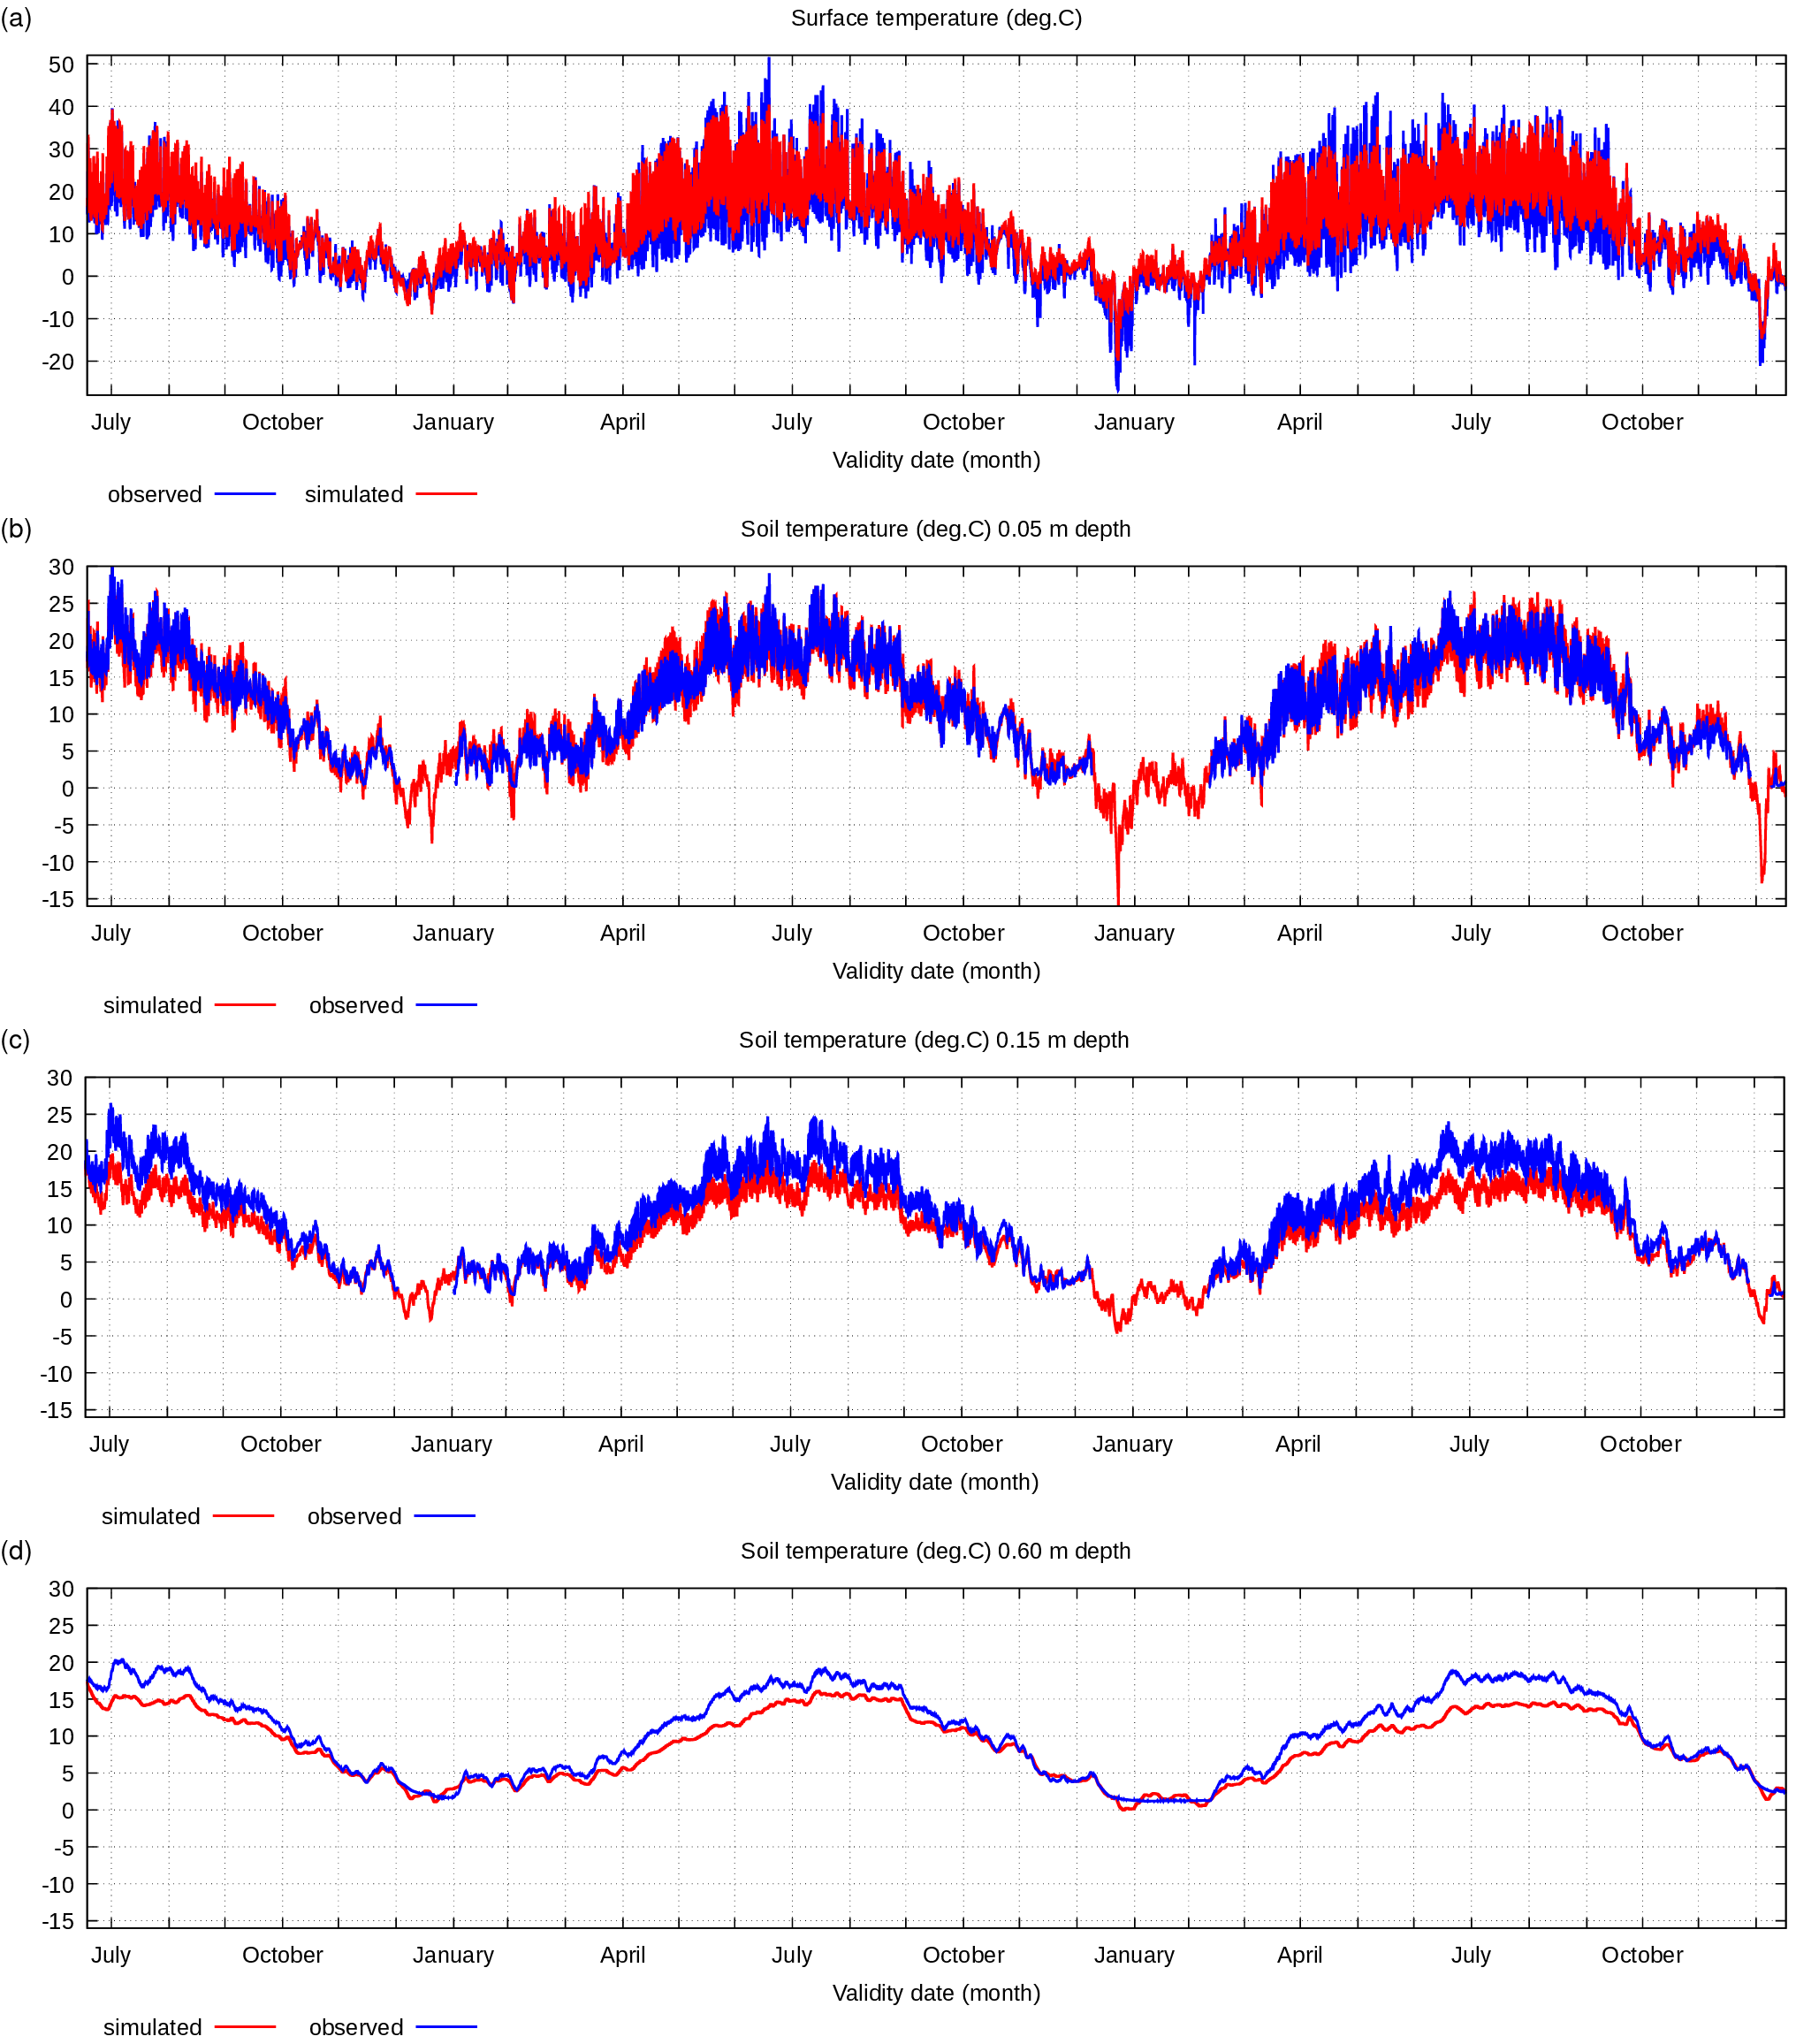 (a)
Surface temperature (deg.C)
50
40
30
20
10
0
-10
-20
July October January April July October January April July October
Validity date (month)
observed simulated
(b)
Soil temperature (deg.C) 0.05 m depth
30
25
20
15
10
5
0
-5
-10
-15
July October January April July October January April July October
Validity date (month)
simulated observed
(c)
Soil temperature (deg.C) 0.15 m depth
30
25
20
15
10
5
0
-5
-10
-15
July October January April July October January April July October
Validity date (month)
simulated observed
(d)
Soil temperature (deg.C) 0.60 m depth
30
25
20
15
10
5
0
-5
-10
-15
July October January April July October January April July October
Validity date (month)
simulated observed